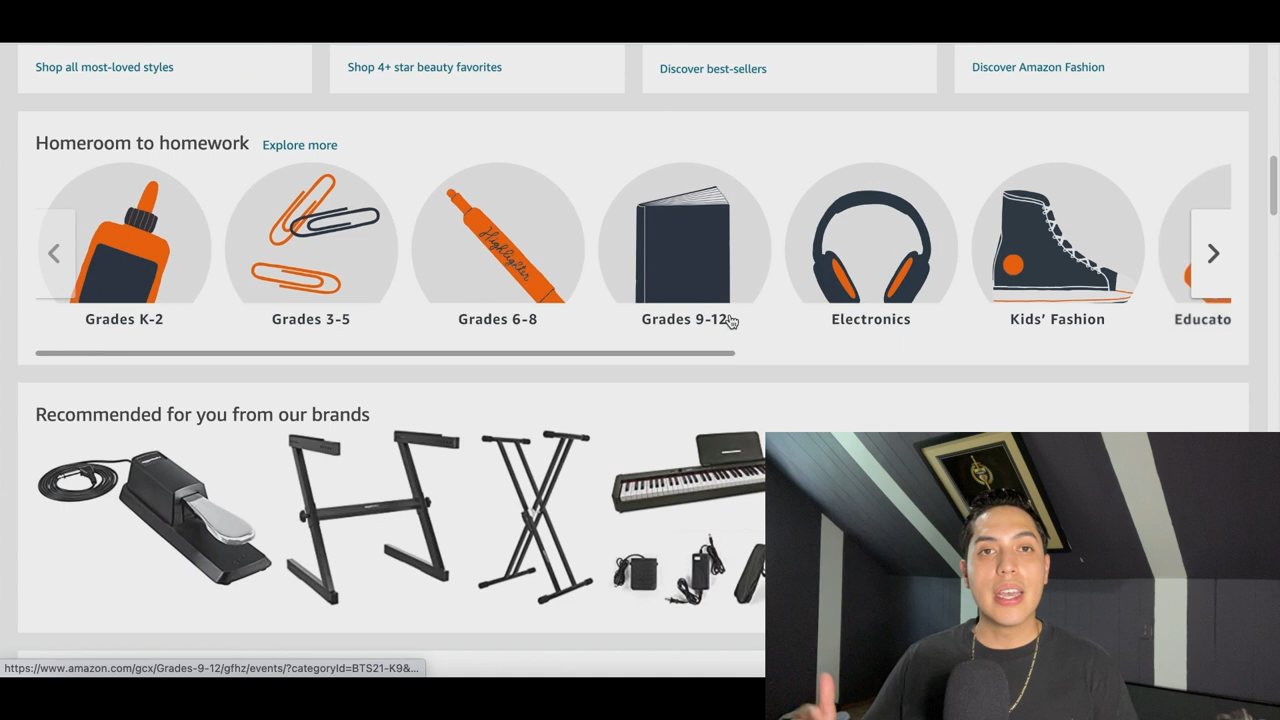 Shop all most-loved styles
Shop 4+ star beauty favorites
Discover best-sellers
Discover Amazon Fashion
Homeroom to homework Explore more
Highlighter
Grades K-2
Grades 3-5
Grades 6-8
Grades 9-12
Electronics
Kids' Fashion
Educato
Recommended for you from our brands
https://www.amazon.com/gcx/Grades-9-12/gfhz/events/?categoryId=BTS21-K9&...